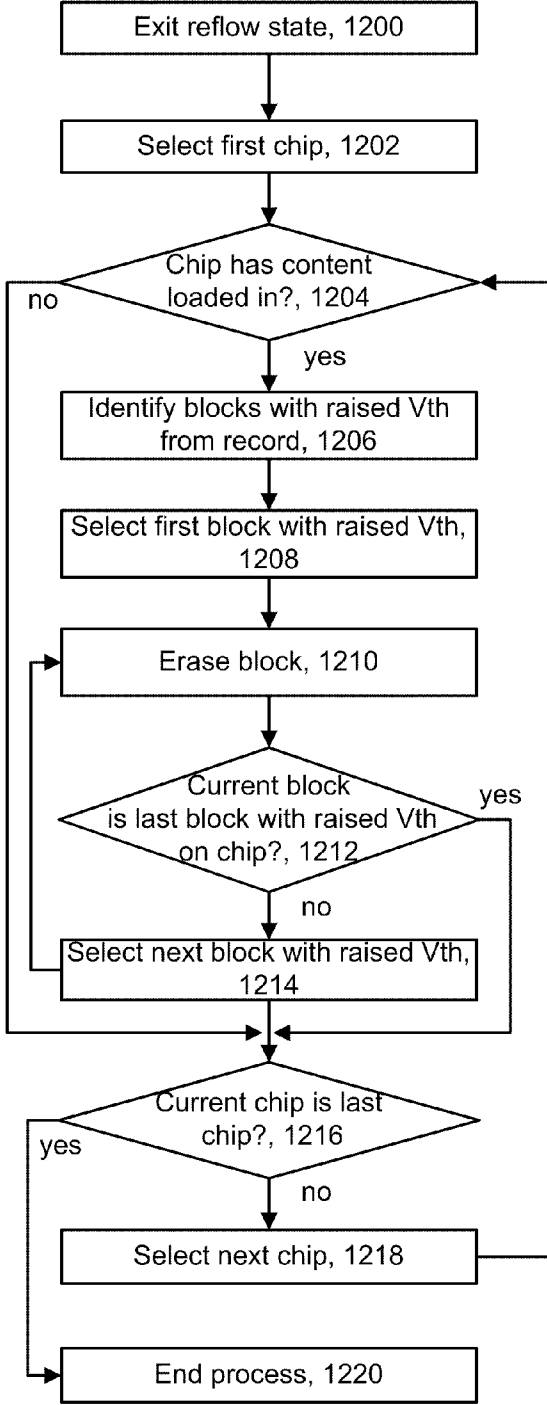 Exit reflow state, 1200
Select first chip, 1202
Chip has content
loaded in?, 1204
no
yes
Identify blocks with raised Vth
from record, 1206
Select first block with raised Vth,
1208
Erase block, 1210
Current block
is last block with raised Vth
on chip?, 1212
yes
no
Select next block with raised Vth,
1214
Current chip is last
chip?, 1216
yes
no
Select next chip, 1218
End process, 1220